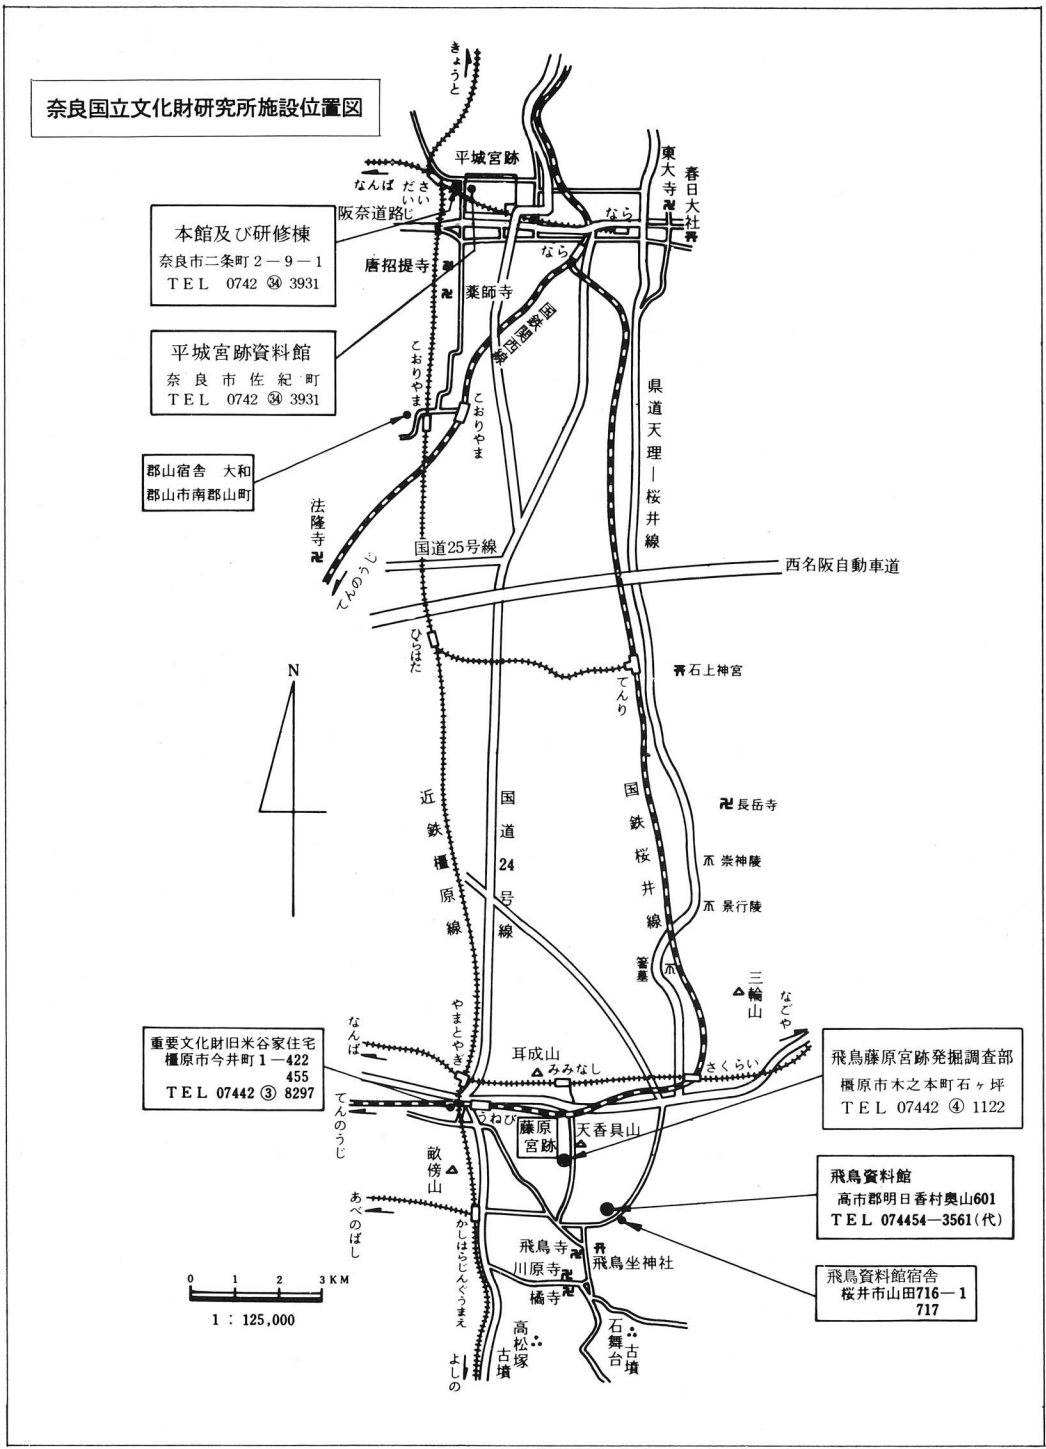 奈良国立文化財研究所施設位置図
きょうと
平城宮跡
東大寺
春日大社
なんば
さいだいじ
阪奈道路
なら
なら
唐招提寺
薬師寺
国鉄関西線
本館及び研修棟
奈良市二条町2－9－1
TEL 0742 ㉞ 3931
平城宮跡資料館
奈良市佐紀町
TEL 0742 ㉞ 3931
こおりやま
こおりやま
郡山宿舎 大和
郡山市南郡山町
法隆寺
てんのうじ
国道25号線
県道天理―桜井線
西名阪自動車道
ひらはた
てんり
石上神宮
N
近鉄橿原線
国道24号線
国鉄桜井線
長岳寺
崇神陵
景行陵
箸墓
三輪山
なごや
やまとやぎ
なんば
耳成山
みみなし
さくらい
重要文化財旧米谷家住宅
橿原市今井町1－422
455
TEL 07442 ③ 8297
飛鳥藤原宮跡発掘調査部
橿原市木之本町石ヶ坪
TEL 07442 ④ 1122
てんのうじ
うねび
藤原
宮跡
天香具山
畝傍山
飛鳥資料館
高市郡明日香村奥山601
TEL 074454－3561(代)
あべのばし
かしはらじんぐうまえ
飛鳥寺
飛鳥坐神社
川原寺
橘寺
飛鳥資料館宿舎
桜井市山田716－1
717
0 1 2 3 KM
1 : 125,000
高松塚
古墳
石舞台
古墳
よしの